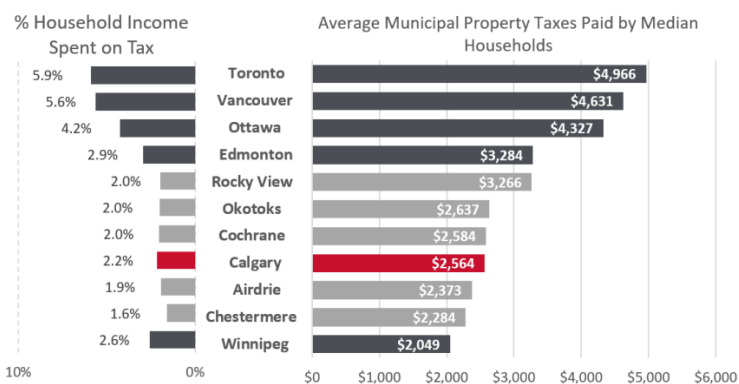 % Household Income
Spent on Tax
Average Municipal Property Taxes Paid by Median
Households
5.9% Toronto $4,966
5.6% Vancouver $4,631
4.2% Ottawa $4,327
2.9% Edmonton $3,284
2.0% Rocky View $3,266
2.0% Okotoks $2,637
2.0% Cochrane $2,584
2.2% Calgary $2,564
1.9% Airdrie $2,373
1.6% Chestermere $2,284
2.6% Winnipeg $2,049
10% 0% $0 $1,000 $2,000 $3,000 $4,000 $5,000 $6,000